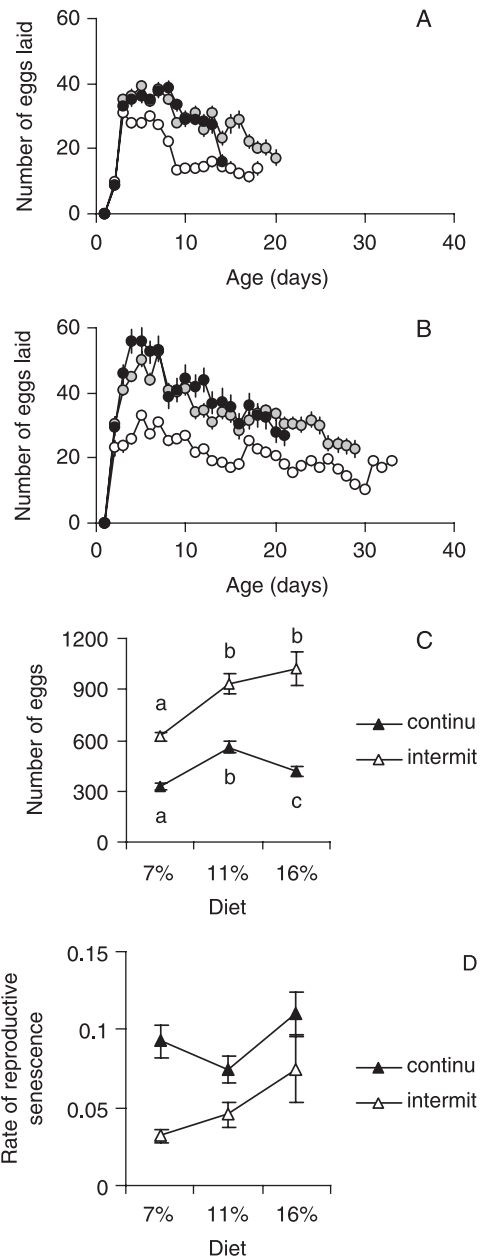 A
Number of eggs laid
60
40
20
0
0 10 20 30 40
Age (days)
B
Number of eggs laid
60
40
20
0
0 10 20 30 40
Age (days)
C
Number of eggs
1200
900
600
300
0
a b b
a b c
continu
intermit
7% 11% 16%
Diet
D
Rate of reproductive
senescence
0.15
0.1
0.05
0
continu
intermit
7% 11% 16%
Diet